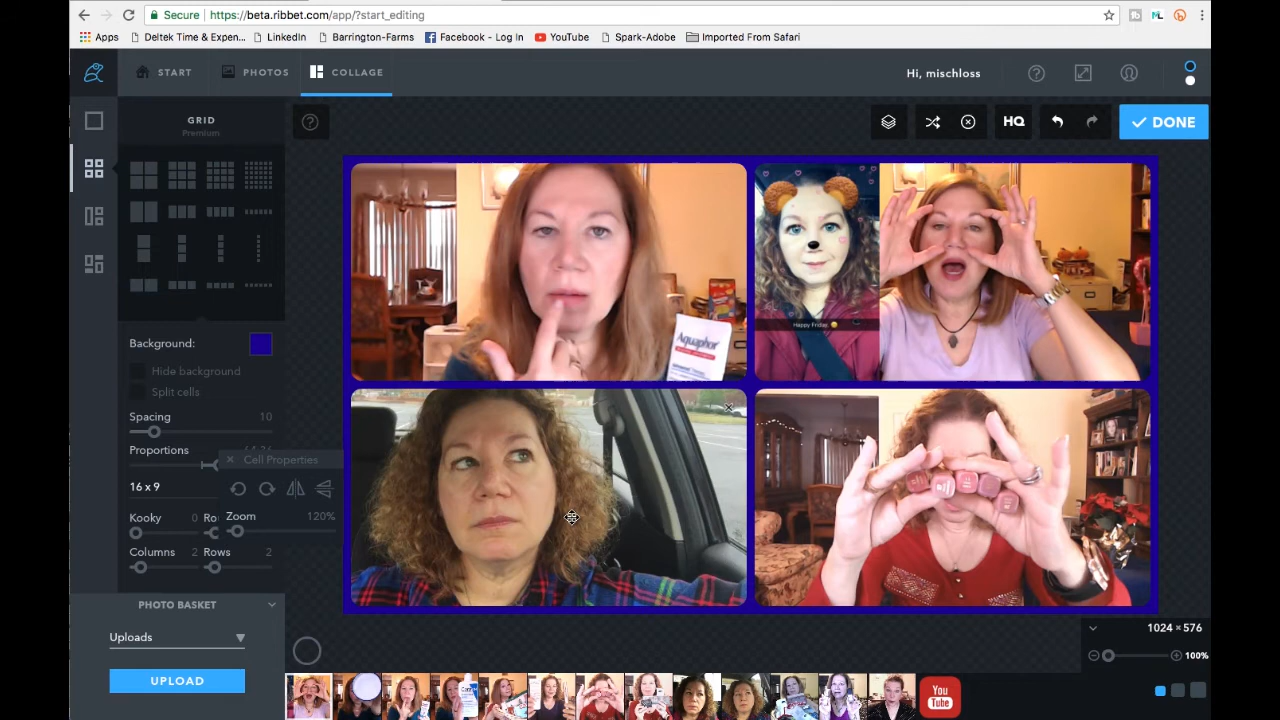 Secure
https://beta.ribbet.com/app/?start_editing
Apps
Deltek Time & Expen...
LinkedIn
Barrington-Farms
Facebook - Log In
YouTube
Spark-Adobe
Imported From Safari
START
PHOTOS
COLLAGE
Hi, mischloss
GRID
Premium
HQ
DONE
Background:
Hide background
Split cells
Spacing 10
Proportions
Cell Properties
16 x 9
Kooky 0
Zoom 120%
Columns 2 Rows 2
PHOTO BASKET
Uploads
UPLOAD
Aquaphor
Happy Friday.
1024 × 576
100%
You
Tube